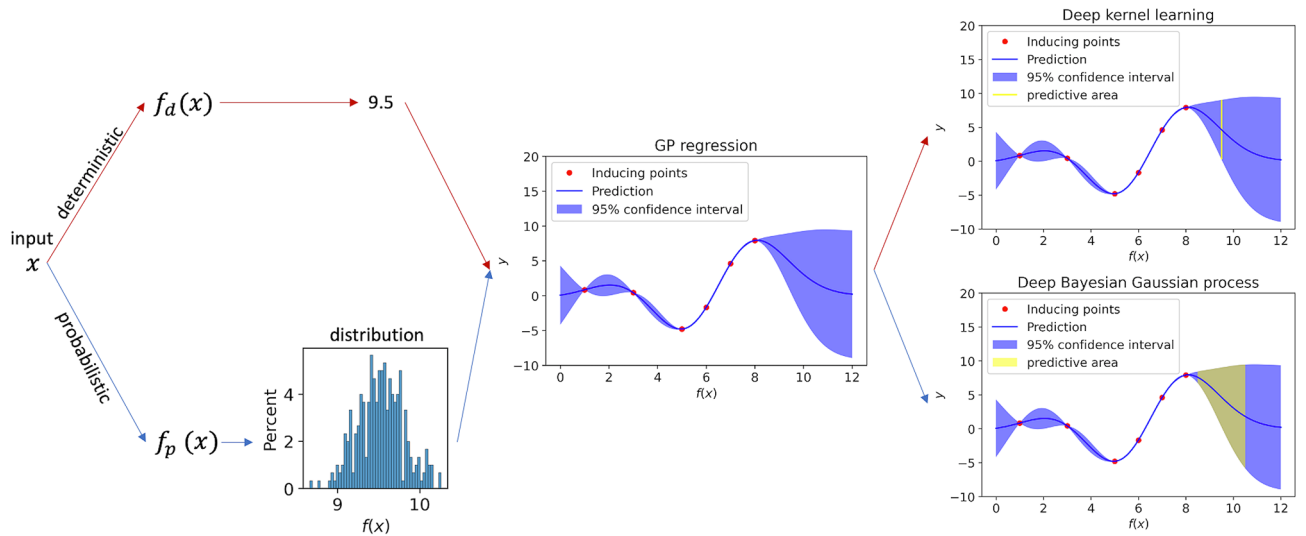 input
x
deterministic
probabilistic
f_d(x)
9.5
f_p (x)
distribution
Percent
4
2
0
9 10
f(x)
GP regression
Inducing points
Prediction
95% confidence interval
y
20
15
10
5
0
−5
−10
0 2 4 6 8 10 12
f(x)
Deep kernel learning
Inducing points
Prediction
95% confidence interval
predictive area
y
20
15
10
5
0
−5
−10
0 2 4 6 8 10 12
f(x)
Deep Bayesian Gaussian process
Inducing points
Prediction
95% confidence interval
predictive area
y
20
15
10
5
0
−5
−10
0 2 4 6 8 10 12
f(x)